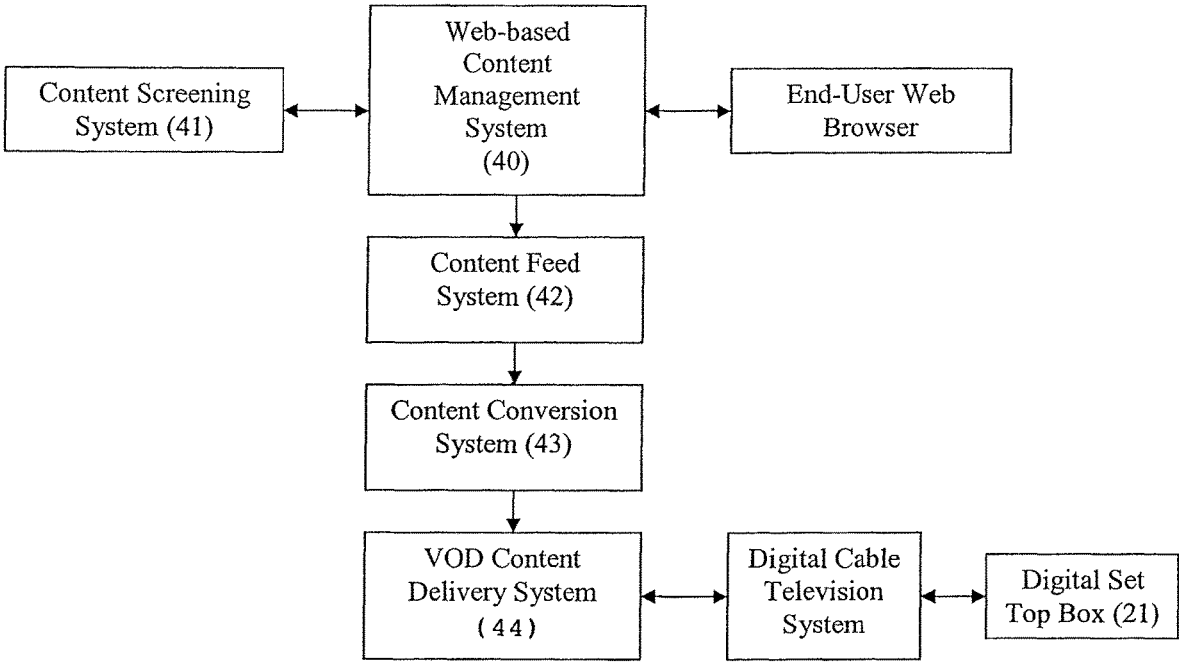 Web-based
Content
Management
System
(40)
Content Screening
System (41)
End-User Web
Browser
Content Feed
System (42)
Content Conversion
System (43)
VOD Content
Delivery System
(44)
Digital Cable
Television
System
Digital Set
Top Box (21)